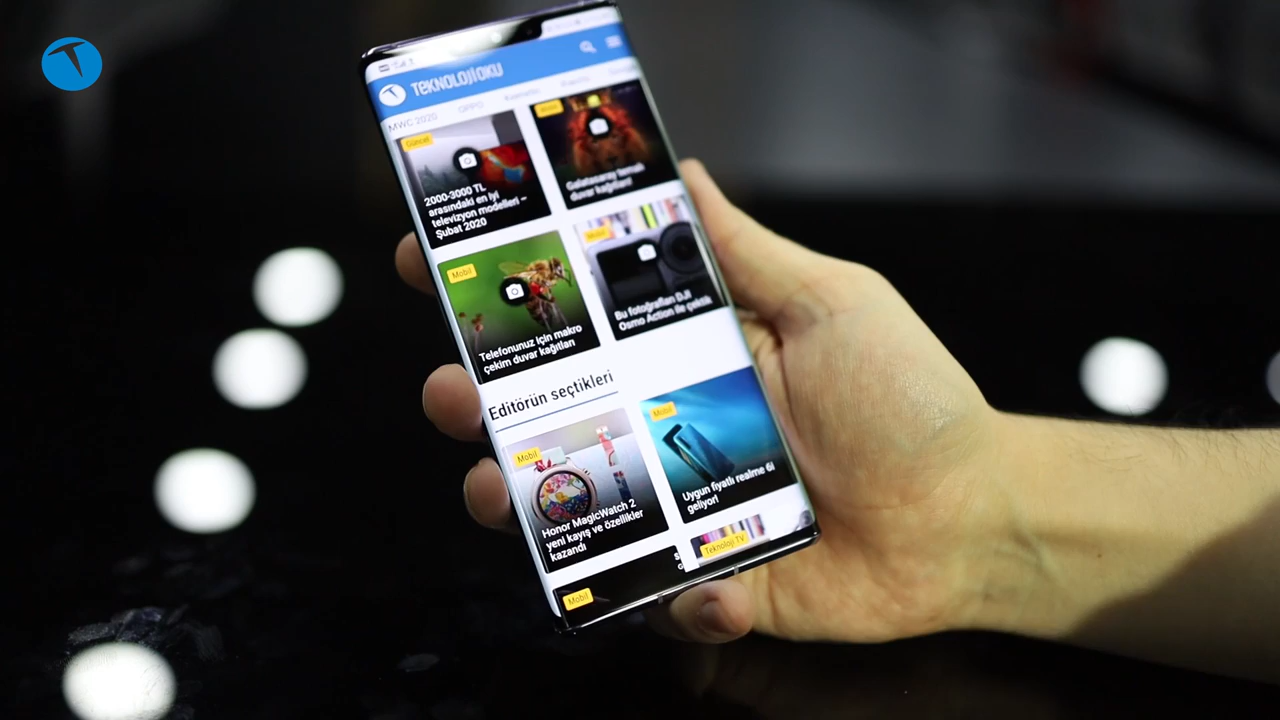 TEKNOLOJİOKU
MWC 2020
OPPO
Güncel
2000-3000 TL
arasındaki en iyi
televizyon modelleri –
Şubat 2020
Mobil
Galatasaray temalı
duvar kağıtları!
Mobil
Telefonunuz için makro
çekim duvar kağıtları
Mobil
Bu fotoğrafları DJI
Osmo Action ile çektik
Editörün seçtikleri
Mobil
Honor MagicWatch 2
yeni kayış ve özellikler
kazandı
Mobil
Uygun fiyatlı realme 6i
geliyor!
Teknoloji TV
Mobil